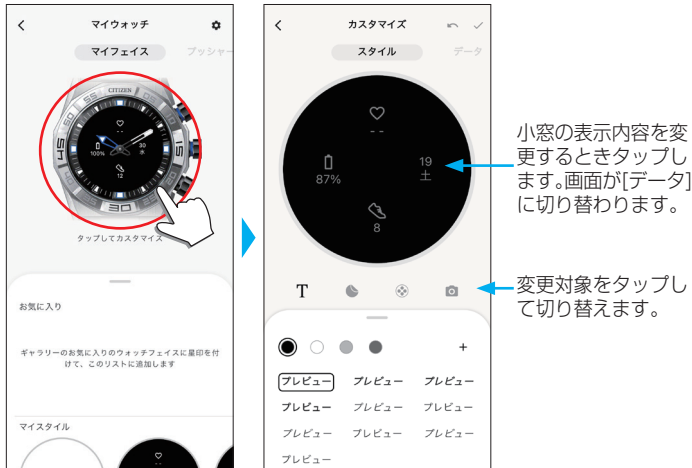 マイウォッチ
マイフェイス
プッシャー
CITIZEN
55
05
45
15
30
100%
30
水
12
タップしてカスタマイズ
お気に入り
ギャラリーのお気に入りのウォッチフェイスに星印を付
けて、このリストに追加します
マイスタイル
カスタマイズ
スタイル
データ
--
87%
19
土
8
T
+
プレビュー プレビュー プレビュー
プレビュー プレビュー プレビュー
プレビュー プレビュー プレビュー
プレビュー
小窓の表示内容を変
更するときタップし
ます。画面が[データ]
に切り替わります。
変更対象をタップし
て切り替えます。